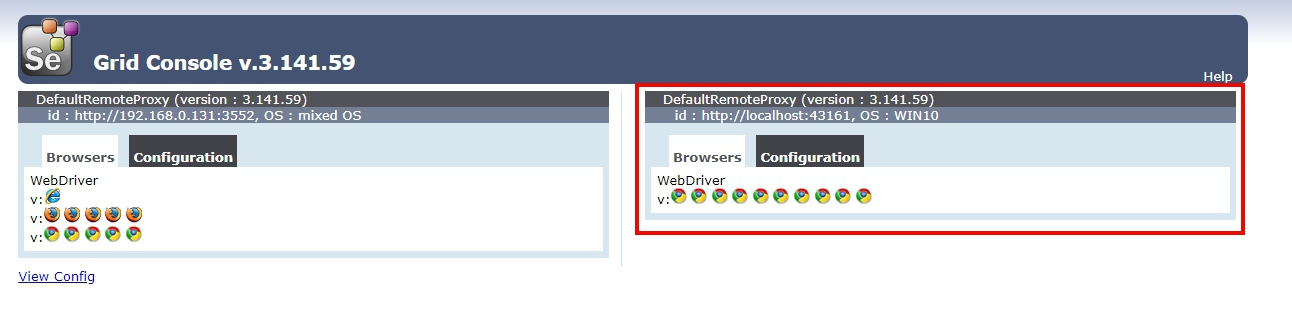 Se
Grid Console v.3.141.59
Help
DefaultRemoteProxy (version : 3.141.59)
id : http://192.168.0.131:3552, OS : mixed OS
Browsers
Configuration
WebDriver
v:
v:
v:
View Config
DefaultRemoteProxy (version : 3.141.59)
id : http://localhost:43161, OS : WIN10
Browsers
Configuration
WebDriver
v: